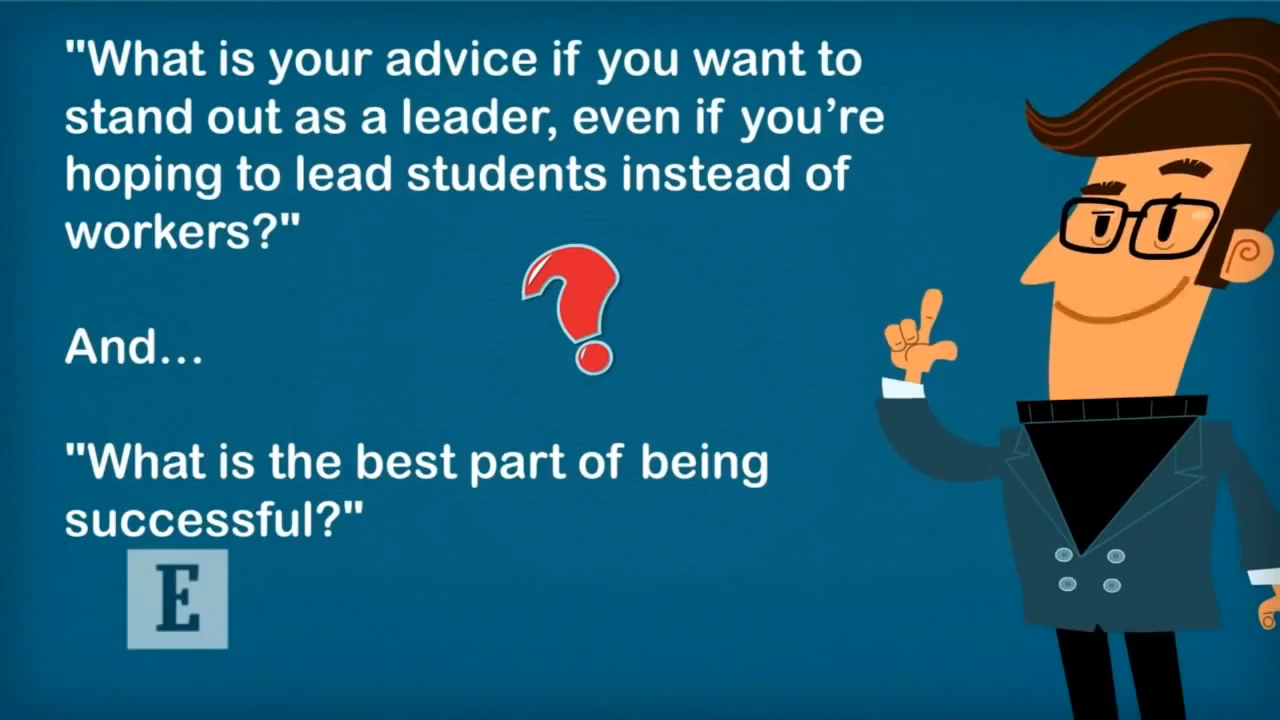 "What is your advice if you want to
stand out as a leader, even if you’re
hoping to lead students instead of
workers?"
And...
"What is the best part of being
successful?"
E